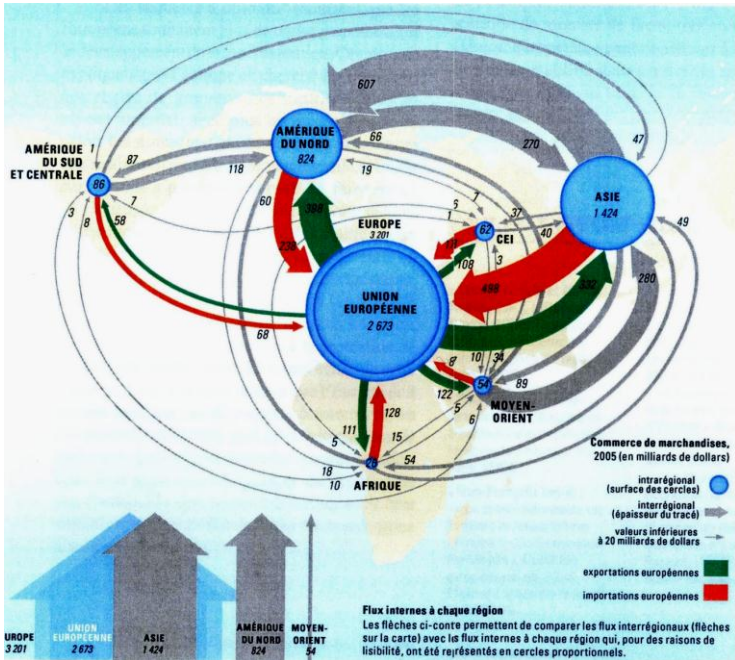 607
AMÉRIQUE
DU NORD
824
66
270
47
AMÉRIQUE
DU SUD
ET CENTRALE
1
87
118
86
19
7
ASIE
1 424
3
8
7
58
60
EUROPE
3 201
6
1
62
CEI
37
40
49
398
238
108
3
280
498
332
UNION
EUROPÉENNE
2 673
68
10
34
89
54
122
5
6
MOYEN-
ORIENT
111
128
5
15
18
54
10
AFRIQUE
Commerce de marchandises,
2005 (en milliards de dollars)
intrarégional
(surface des cercles)
interrégional
(épaisseur du tracé)
valeurs inférieures
à 20 milliards de dollars
exportations européennes
importations européennes
Flux internes à chaque région
Les flèches ci-contre permettent de comparer les flux interrégionaux (flèches
sur la carte) avec les flux internes à chaque région qui, pour des raisons de
lisibilité, ont été représentés en cercles proportionnels.
EUROPE
3 201
UNION
EUROPÉENNE
2 673
ASIE
1 424
AMÉRIQUE
DU NORD
824
MOYEN-
ORIENT
54